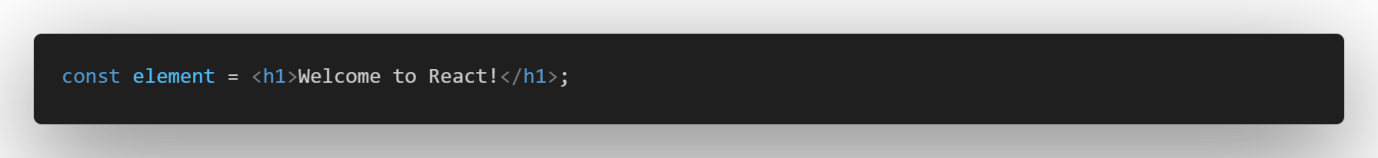 const element = <h1>Welcome to React!</h1>;